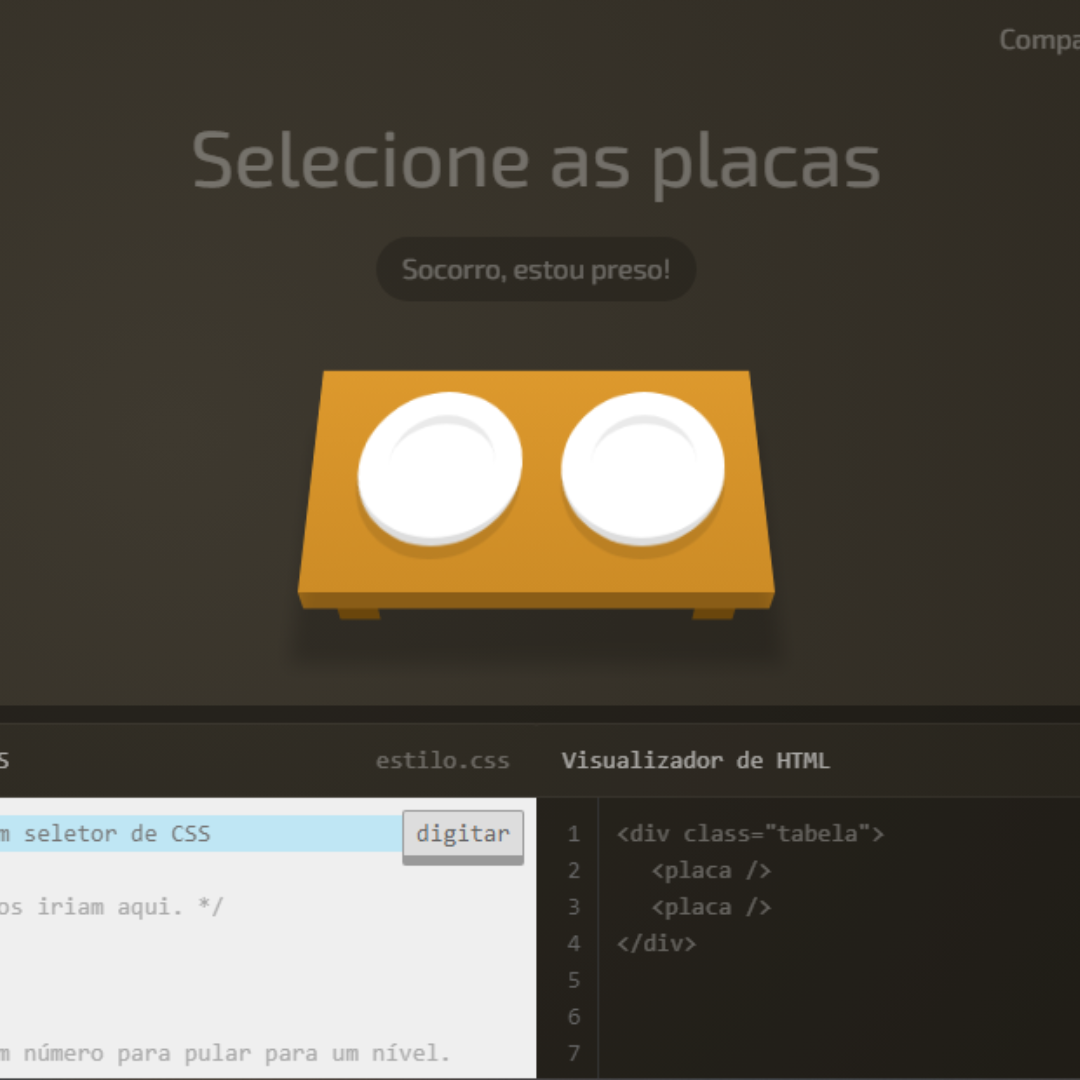 Compa
Selecione as placas
Socorro, estou preso!
S
estilo.css
Visualizador de HTML
m seletor de CSS
digitar
os iriam aqui. */
m número para pular para um nível.
1 <div class="tabela">
2 <placa />
3 <placa />
4 </div>
5
6
7